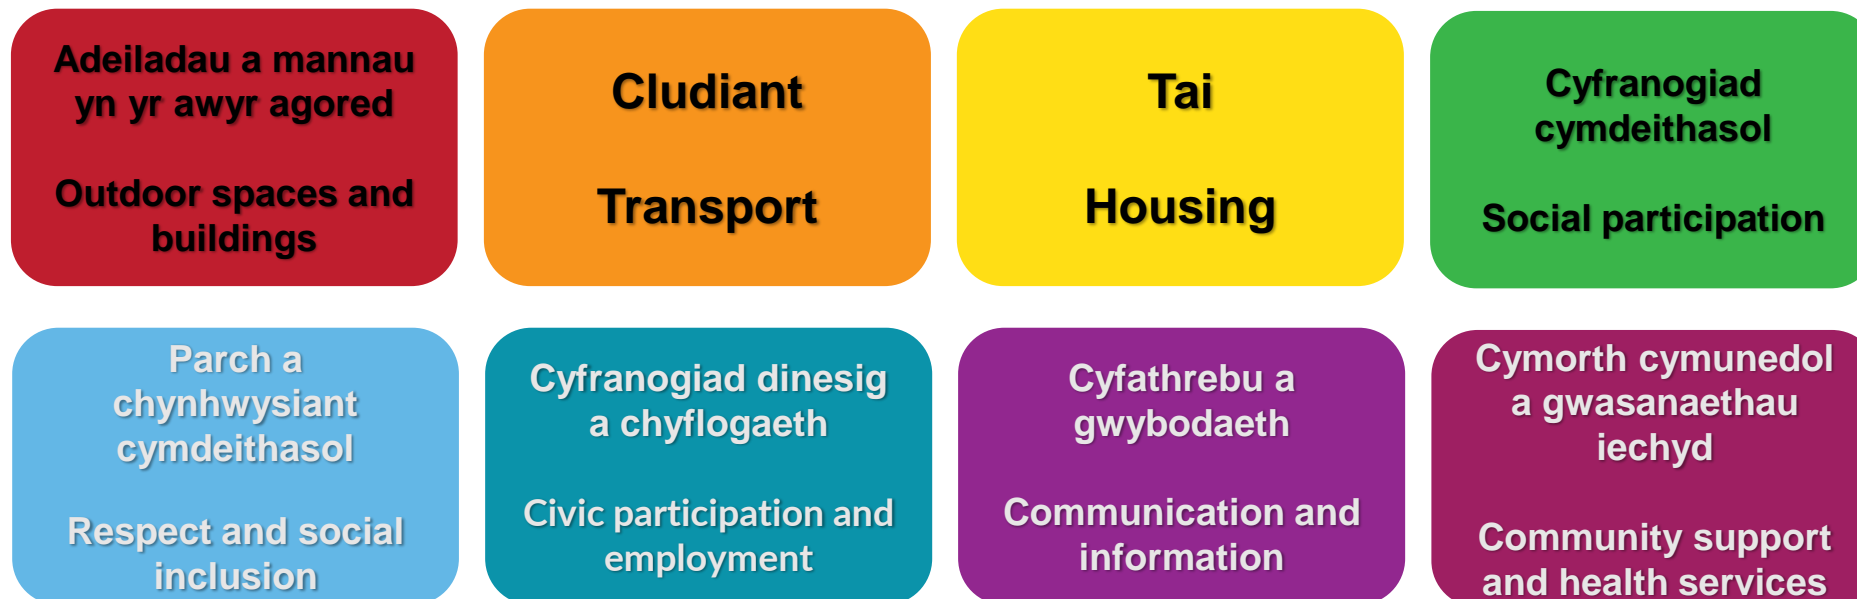 Adeiladau a mannau
yn yr awyr agored
Outdoor spaces and
buildings
Cludiant
Transport
Tai
Housing
Cyfranogiad
cymdeithasol
Social participation
Parch a
chynhwysiant
cymdeithasol
Respect and social
inclusion
Cyfranogiad dinesig
a chyflogaeth
Civic participation and
employment
Cyfathrebu a
gwybodaeth
Communication and
information
Cymorth cymunedol
a gwasanaethau
iechyd
Community support
and health services